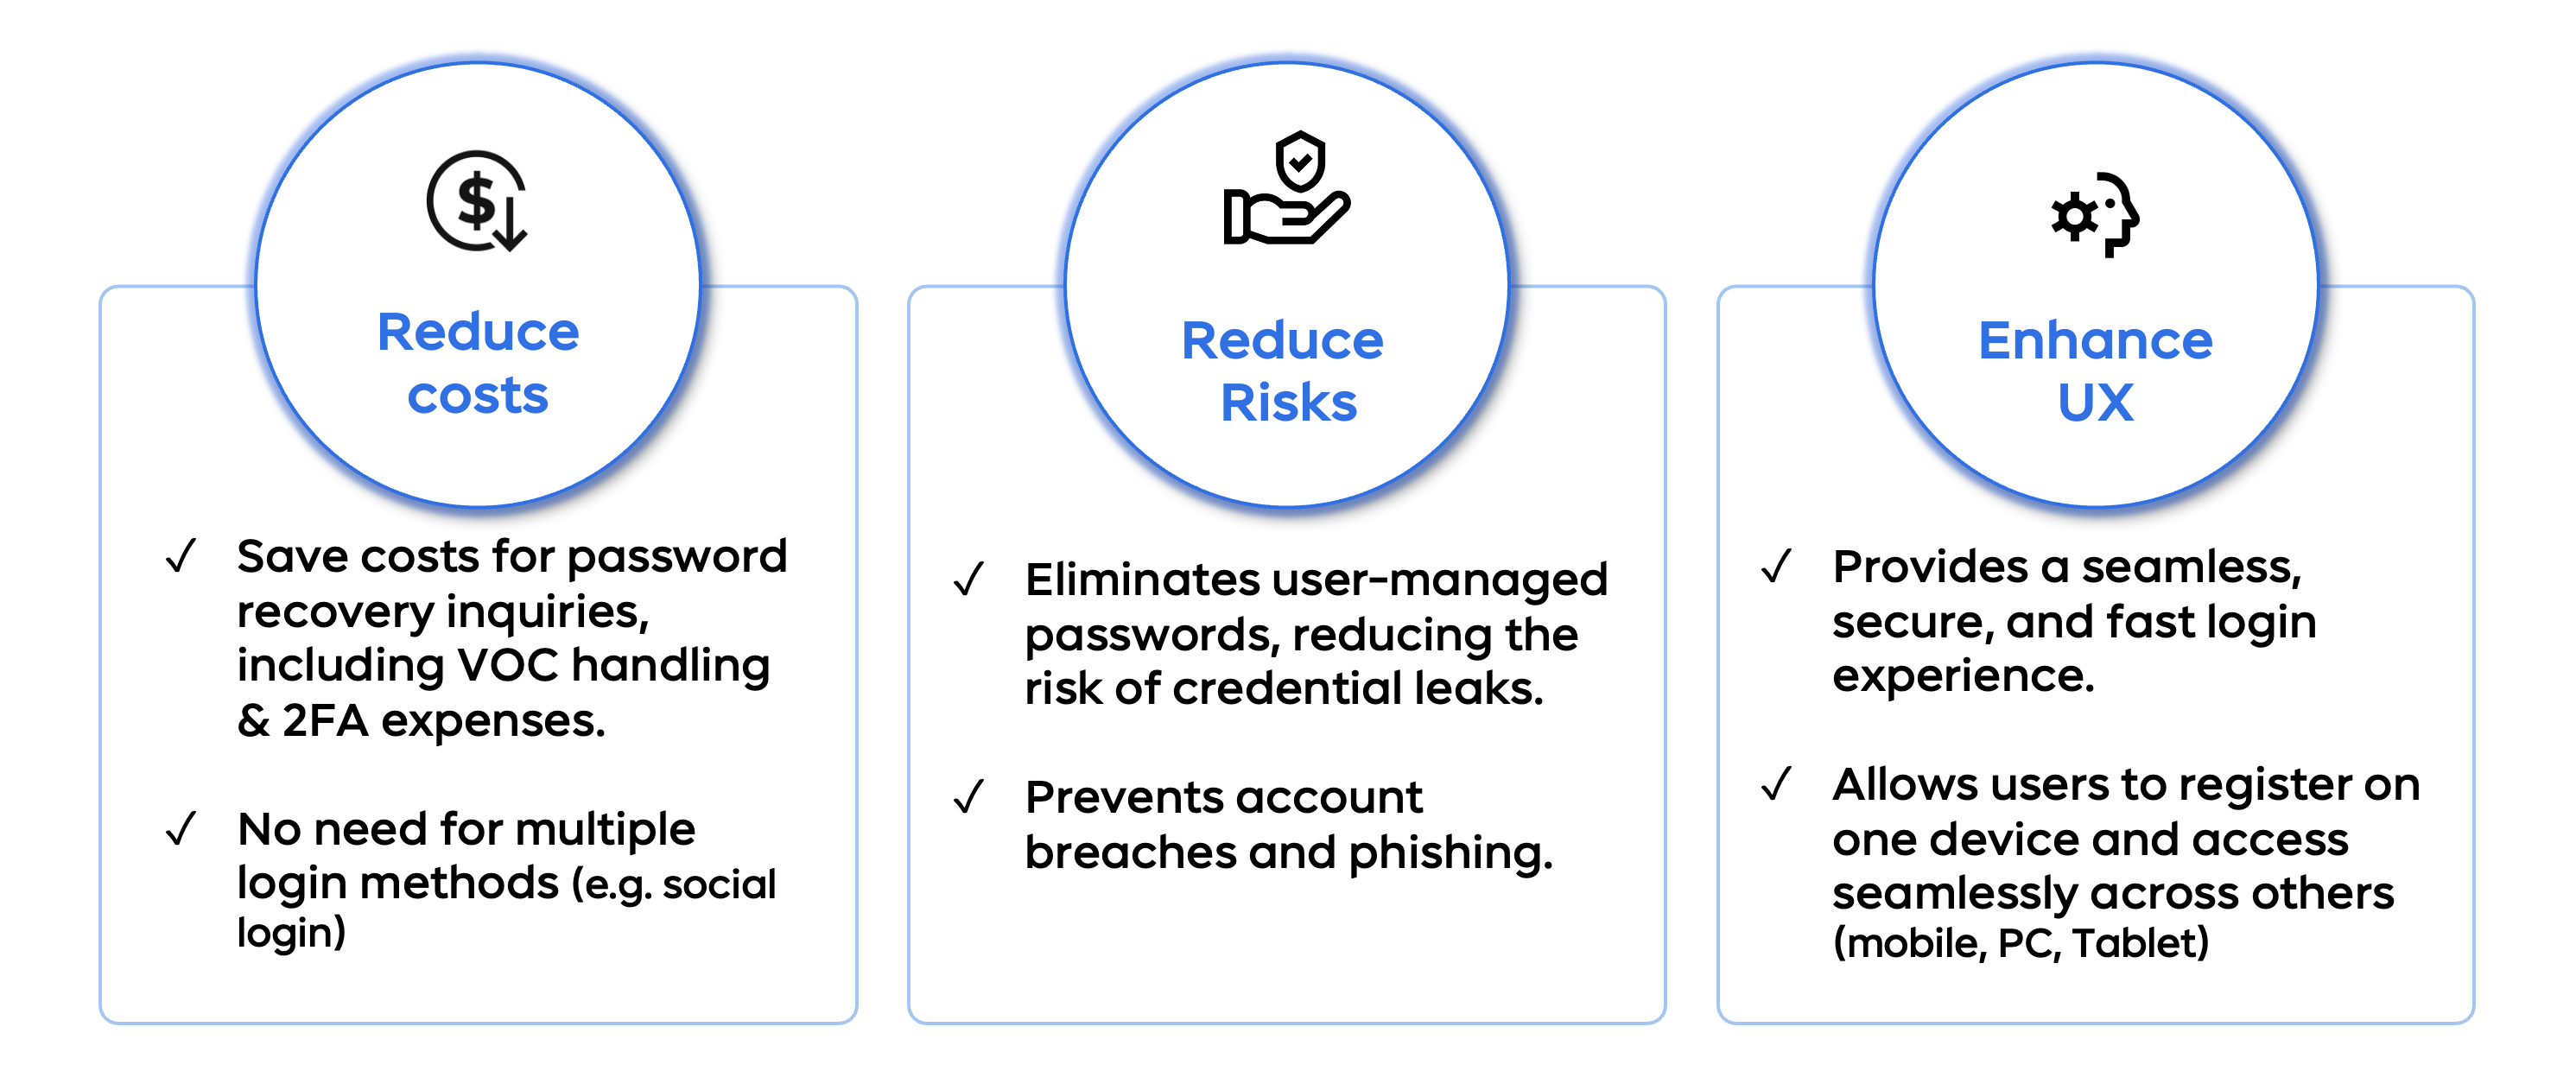 Reduce
costs
✓ Save costs for password
recovery inquiries,
including VOC handling
& 2FA expenses.
✓ No need for multiple
login methods (e.g. social
login)
Reduce
Risks
✓ Eliminates user-managed
passwords, reducing the
risk of credential leaks.
✓ Prevents account
breaches and phishing.
Enhance
UX
✓ Provides a seamless,
secure, and fast login
experience.
✓ Allows users to register on
one device and access
seamlessly across others
(mobile, PC, Tablet)